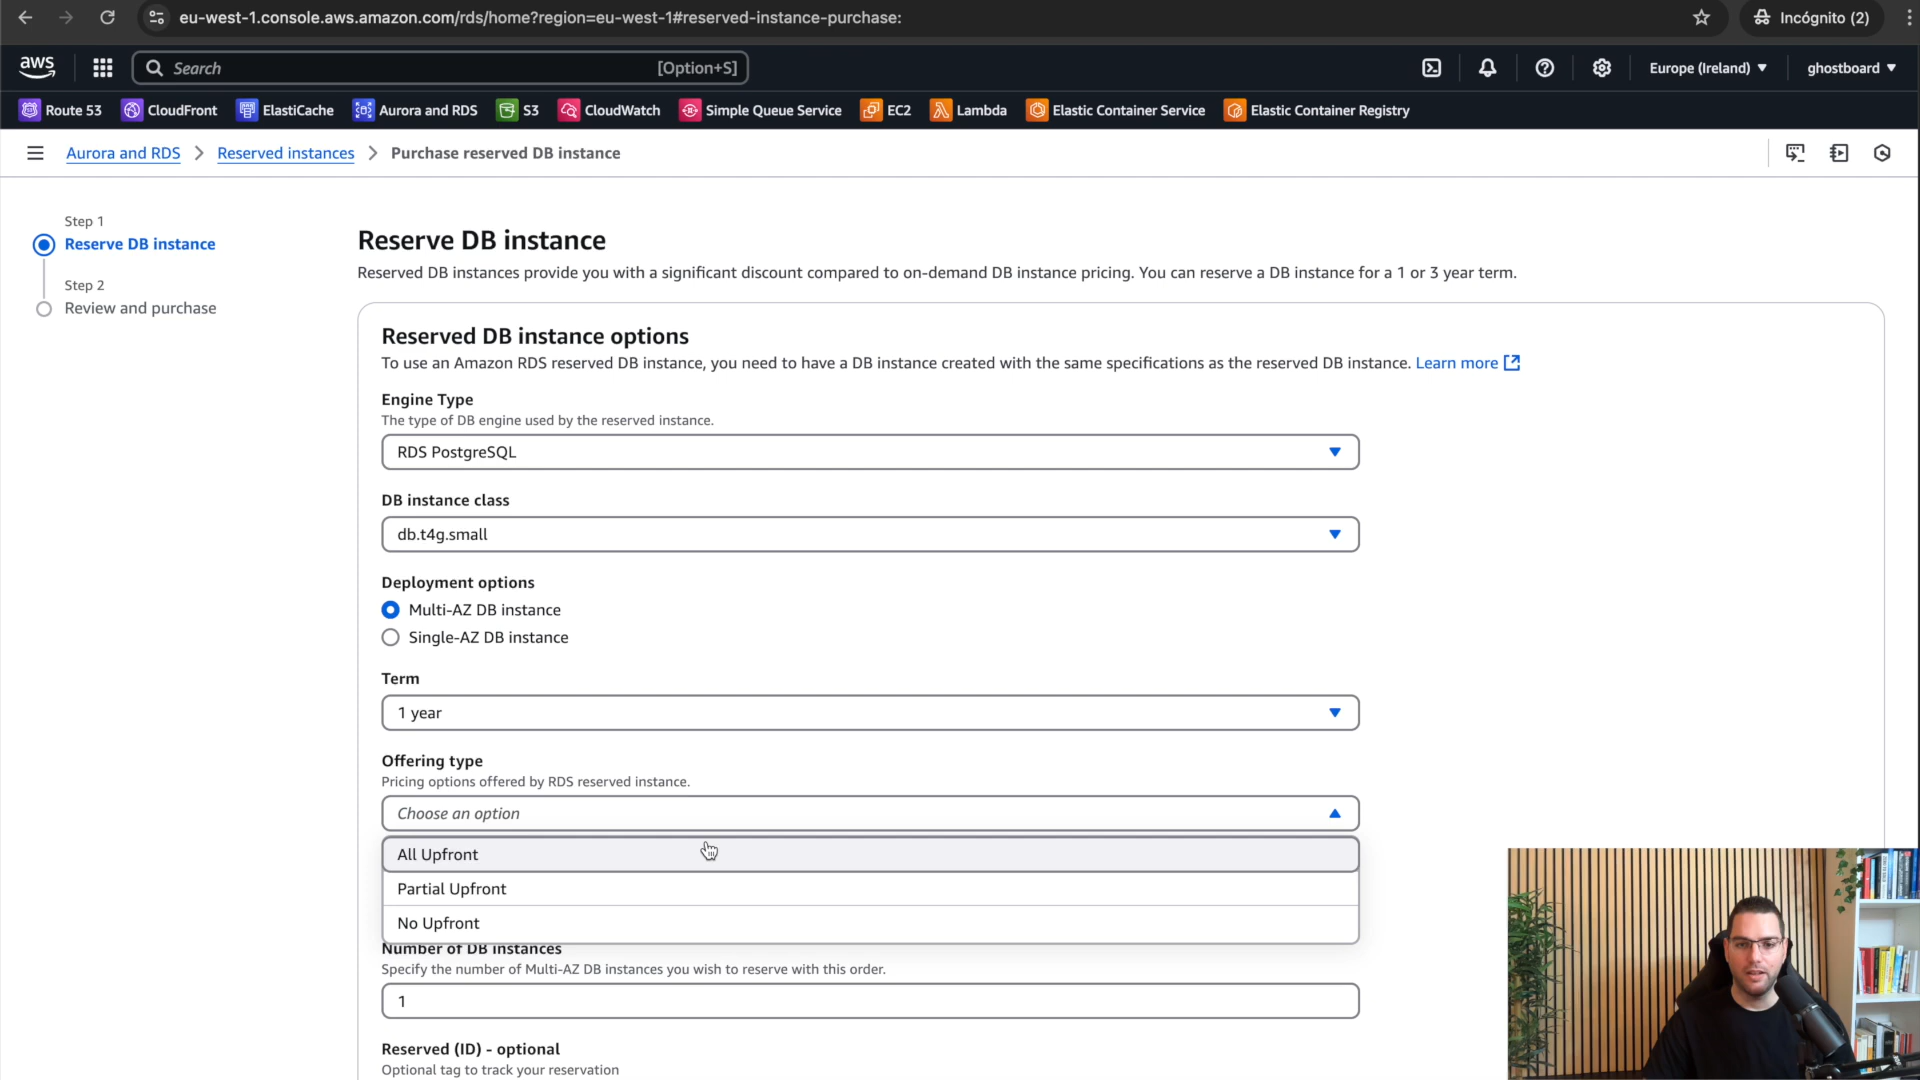 eu-west-1.console.aws.amazon.com/rds/home?region=eu-west-1#reserved-instance-purchase:
Incógnito (2)
aws
Search
[Option+S]
Europe (Ireland)
ghostboard
Route 53
CloudFront
ElastiCache
Aurora and RDS
S3
CloudWatch
Simple Queue Service
EC2
Lambda
Elastic Container Service
Elastic Container Registry
Aurora and RDS
Reserved instances
Purchase reserved DB instance
Step 1
Reserve DB instance
Step 2
Review and purchase
Reserve DB instance
Reserved DB instances provide you with a significant discount compared to on-demand DB instance pricing. You can reserve a DB instance for a 1 or 3 year term.
Reserved DB instance options
To use an Amazon RDS reserved DB instance, you need to have a DB instance created with the same specifications as the reserved DB instance. Learn more
Engine Type
The type of DB engine used by the reserved instance.
RDS PostgreSQL
DB instance class
db.t4g.small
Deployment options
Multi-AZ DB instance
Single-AZ DB instance
Term
1 year
Offering type
Pricing options offered by RDS reserved instance.
Choose an option
All Upfront
Partial Upfront
No Upfront
Number of DB instances
Specify the number of Multi-AZ DB instances you wish to reserve with this order.
1
Reserved (ID) - optional
Optional tag to track your reservation